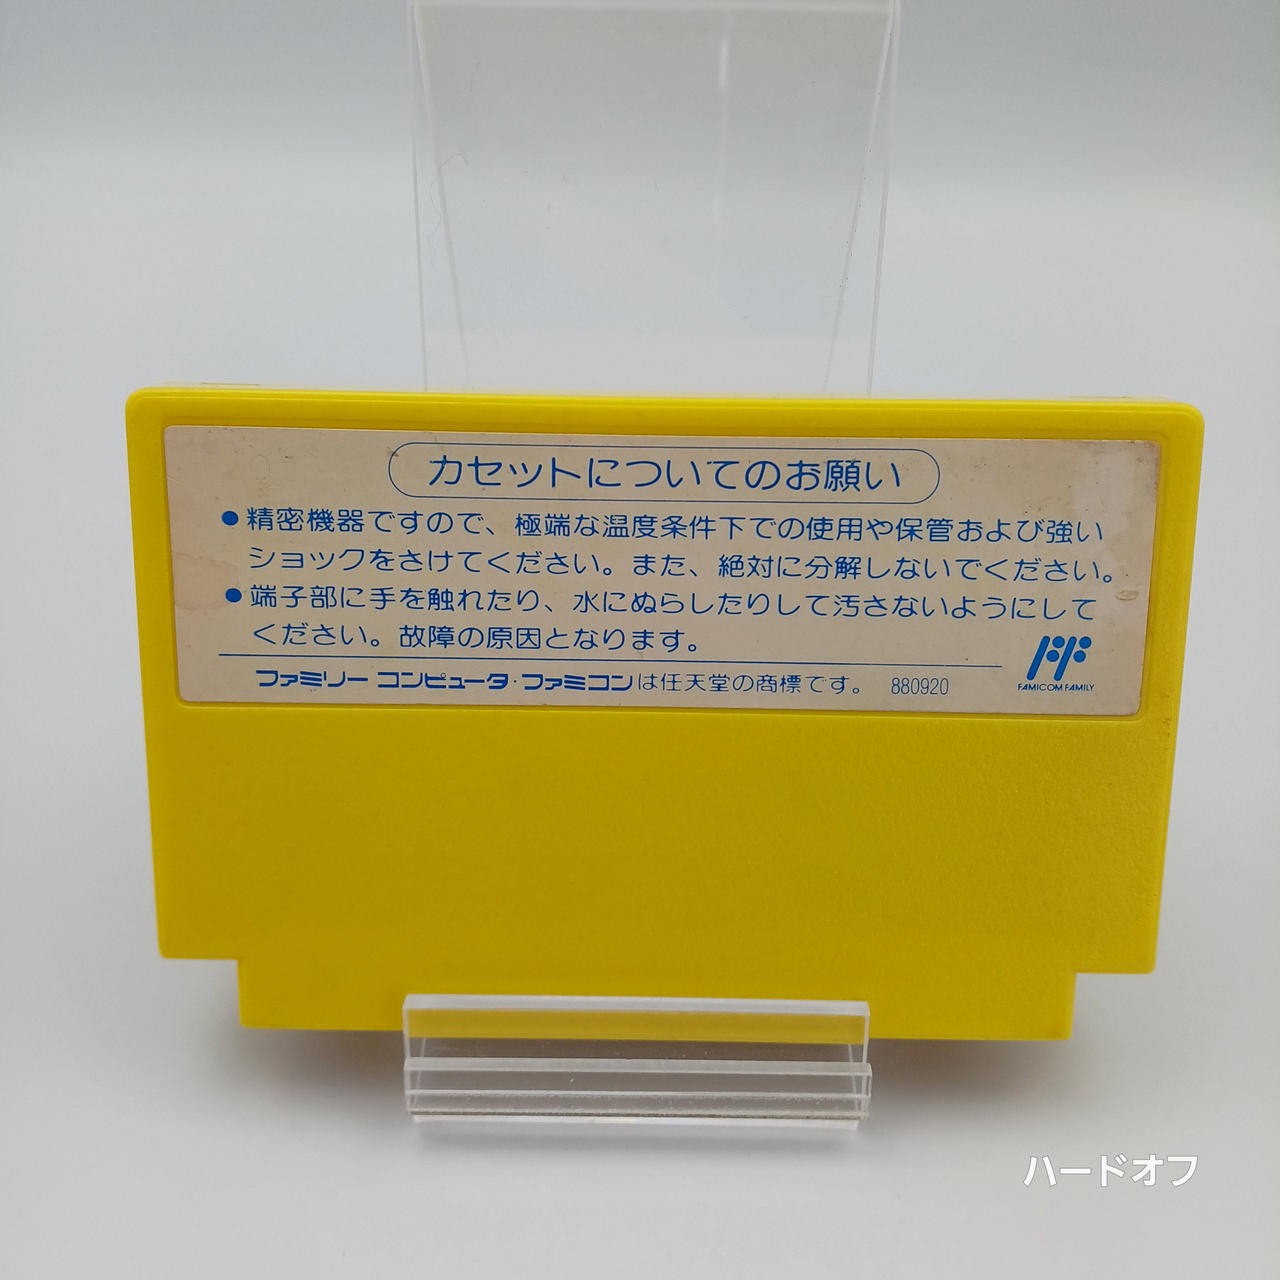 カセットについてのお願い
●精密機器ですので、極端な温度条件下での使用や保管および強い
ショックをさけてください。また、絶対に分解しないでください。
●端子部に手を触れたり、水にぬらしたりして汚さないようにして
ください。故障の原因となります。
ファミリーコンピュータ・ファミコンは任天堂の商標です。 880920
FAMICOM FAMILY
ハードオフ